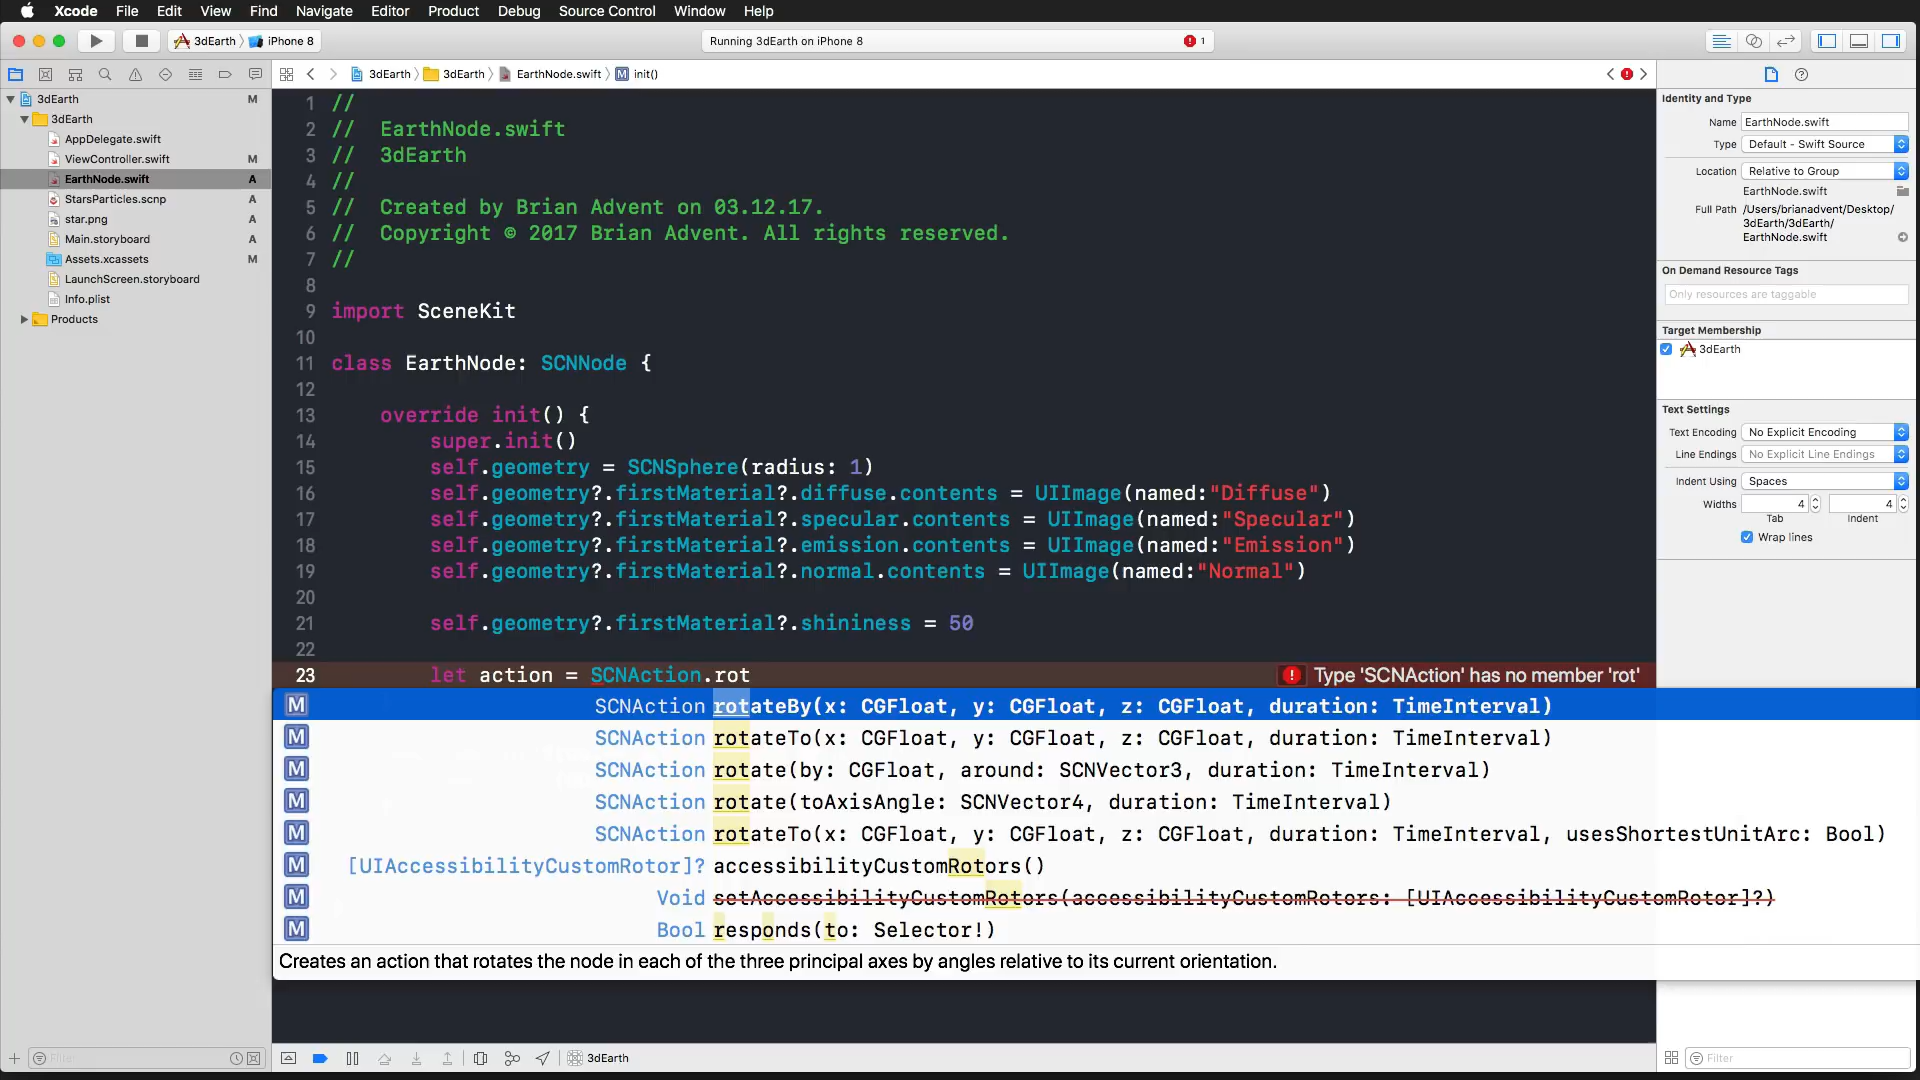 Xcode File Edit View Find Navigate Editor Product Debug Source Control Window Help
3dEarth iPhone 8
Running 3dEarth on iPhone 8
1
3dEarth 3dEarth EarthNode.swift M init()
3dEarth M
3dEarth
AppDelegate.swift
ViewController.swift M
EarthNode.swift A
StarsParticles.scnp A
star.png A
Main.storyboard A
Assets.xcassets M
LaunchScreen.storyboard
Info.plist
Products
1 //
2 // EarthNode.swift
3 // 3dEarth
4 //
5 // Created by Brian Advent on 03.12.17.
6 // Copyright © 2017 Brian Advent. All rights reserved.
7 //
8
9 import SceneKit
10
11 class EarthNode: SCNNode {
12
13 override init() {
14 super.init()
15 self.geometry = SCNSphere(radius: 1)
16 self.geometry?.firstMaterial?.diffuse.contents = UIImage(named:"Diffuse")
17 self.geometry?.firstMaterial?.specular.contents = UIImage(named:"Specular")
18 self.geometry?.firstMaterial?.emission.contents = UIImage(named:"Emission")
19 self.geometry?.firstMaterial?.normal.contents = UIImage(named:"Normal")
20
21 self.geometry?.firstMaterial?.shininess = 50
22
23 let action = SCNAction.rot Type 'SCNAction' has no member 'rot'
M SCNAction rotateBy(x: CGFloat, y: CGFloat, z: CGFloat, duration: TimeInterval)
M SCNAction rotateTo(x: CGFloat, y: CGFloat, z: CGFloat, duration: TimeInterval)
M SCNAction rotate(by: CGFloat, around: SCNVector3, duration: TimeInterval)
M SCNAction rotate(toAxisAngle: SCNVector4, duration: TimeInterval)
M SCNAction rotateTo(x: CGFloat, y: CGFloat, z: CGFloat, duration: TimeInterval, usesShortestUnitArc: Bool)
M [UIAccessibilityCustomRotor]? accessibilityCustomRotors()
M Void setAccessibilityCustomRotors(accessibilityCustomRotors: [UIAccessibilityCustomRotor]?)
M Bool responds(to: Selector!)
Creates an action that rotates the node in each of the three principal axes by angles relative to its current orientation.
Filter
3dEarth
Identity and Type
Name EarthNode.swift
Type Default - Swift Source
Location Relative to Group
EarthNode.swift
Full Path /Users/brianadvent/Desktop/
3dEarth/3dEarth/
EarthNode.swift
On Demand Resource Tags
Only resources are taggable
Target Membership
3dEarth
Text Settings
Text Encoding No Explicit Encoding
Line Endings No Explicit Line Endings
Indent Using Spaces
Widths 4 4
Tab Indent
Wrap lines
Filter